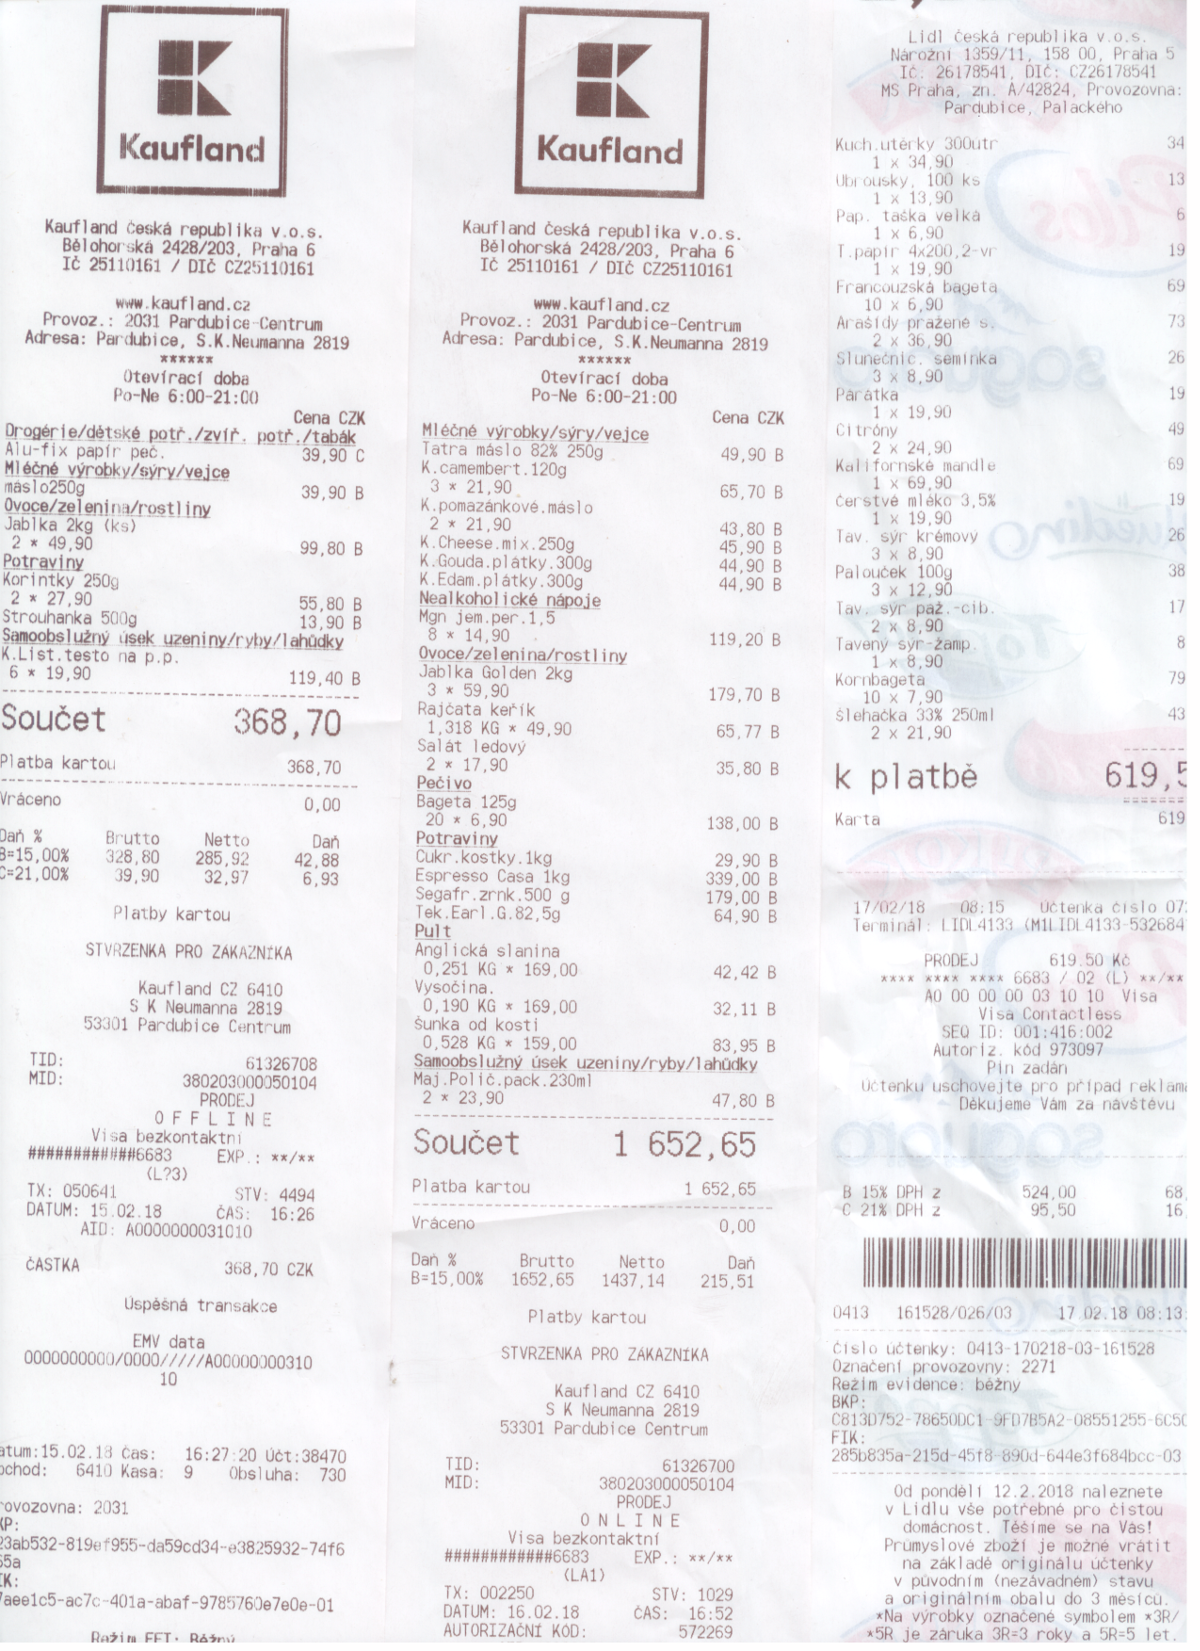 Kaufland
Kaufland česká republika v.o.s.
Bělohorská 2428/203, Praha 6
IČ 25110161 / DIČ CZ25110161
www.kaufland.cz
Provoz.: 2031 Pardubice-Centrum
Adresa: Pardubice, S.K.Neumanna 2819
******
Otevírací doba
Po-Ne 6:00-21:00
Cena CZK
Drogérie/dětské potř./zvíř. potř./tabák
Alu-fix papír peč. 39,90 C
Mléčné výrobky/sýry/vejce
máslo250g 39,90 B
Ovoce/zelenina/rostliny
Jablka 2kg (ks)
2 * 49,90 99,80 B
Potraviny
Korintky 250g
2 * 27,90 55,80 B
Strouhanka 500g 13,90 B
Samoobslužný úsek uzeniny/ryby/lahůdky
K.List.testo na p.p.
6 * 19,90 119,40 B
Součet 368,70
Platba kartou 368,70
Vráceno 0,00
Daň % Brutto Netto Daň
B=15,00% 328,80 285,92 42,88
C=21,00% 39,90 32,97 6,93
Platby kartou
STVRZENKA PRO ZÁKAZNÍKA
Kaufland CZ 6410
S K Neumanna 2819
53301 Pardubice Centrum
TID: 61326708
MID: 380203000050104
PRODEJ
O F F L I N E
Visa bezkontaktní
############6683 EXP.: **/**
(L?3)
TX: 050641 STV: 4494
DATUM: 15.02.18 ČAS: 16:26
AID: A0000000031010
ČÁSTKA 368,70 CZK
Úspěšná transakce
EMV data
0000000000/0000/////A00000000310
10
atum:15.02.18 Čas: 16:27:20 Účt:38470
bchod: 6410 Kasa: 9 Obsluha: 730
rovozovna: 2031
KP:
23ab532-819ef955-da59cd34-e3825932-74f6
55a
IK:
7aee1c5-ac7c-401a-abaf-9785760e7e0e-01
Režim EET: Běžný
Kaufland
Kaufland česká republika v.o.s.
Bělohorská 2428/203, Praha 6
IČ 25110161 / DIČ CZ25110161
www.kaufland.cz
Provoz.: 2031 Pardubice-Centrum
Adresa: Pardubice, S.K.Neumanna 2819
******
Otevírací doba
Po-Ne 6:00-21:00
Cena CZK
Mléčné výrobky/sýry/vejce
Tatra máslo 82% 250g 49,90 B
K.camembert.120g
3 * 21,90 65,70 B
K.pomazánkové.máslo
2 * 21,90 43,80 B
K.Cheese.mix.250g 45,90 B
K.Gouda.plátky.300g 44,90 B
K.Edam.plátky.300g 44,90 B
Nealkoholické nápoje
Mgn jem.per.1,5
8 * 14,90 119,20 B
Ovoce/zelenina/rostliny
Jablka Golden 2kg
3 * 59,90 179,70 B
Rajčata keřík
1,318 KG * 49,90 65,77 B
Salát ledový
2 * 17,90 35,80 B
Pečivo
Bageta 125g
20 * 6,90 138,00 B
Potraviny
Cukr.kostky.1kg 29,90 B
Espresso Casa 1kg 339,00 B
Segafr.zrnk.500 g 179,00 B
Tek.Earl.G.82,5g 64,90 B
Pult
Anglická slanina
0,251 KG * 169,00 42,42 B
Vysočina.
0,190 KG * 169,00 32,11 B
Šunka od kosti
0,528 KG * 159,00 83,95 B
Samoobslužný úsek uzeniny/ryby/lahůdky
Maj.Polič.pack.230ml
2 * 23,90 47,80 B
Součet 1 652,65
Platba kartou 1 652,65
Vráceno 0,00
Daň % Brutto Netto Daň
B=15,00% 1652,65 1437,14 215,51
Platby kartou
STVRZENKA PRO ZÁKAZNÍKA
Kaufland CZ 6410
S K Neumanna 2819
53301 Pardubice Centrum
TID: 61326700
MID: 380203000050104
PRODEJ
O N L I N E
Visa bezkontaktní
############6683 EXP.: **/**
(LA1)
TX: 002250 STV: 1029
DATUM: 16.02.18 ČAS: 16:52
AUTORIZAČNÍ KÓD: 572269
Lidl česká republika v.o.s.
Nárožní 1359/11, 158 00, Praha 5
IČ: 26178541, DIČ: CZ26178541
MS Praha, zn. A/42824, Provozovna:
Pardubice, Palackého
Kuch.utěrky 300útr 34
1 x 34,90
Ubrousky, 100 ks 13
1 x 13,90
Pap. taška velká 6
1 x 6,90
T.papír 4x200,2-vr 19
1 x 19,90
Francouzská bageta 69
10 x 6,90
Arašídy pražené s. 73
2 x 36,90
Slunečnic. semínka 26
3 x 8,90
Párátka 19
1 x 19,90
Citróny 49
2 x 24,90
Kalifornské mandle 69
1 x 69,90
Čerstvé mléko 3,5% 19
1 x 19,90
Tav. sýr krémový 26
3 x 8,90
Palouček 100g 38
3 x 12,90
Tav. sýr paž.-cib. 17
2 x 8,90
Tavený sýr-žamp. 8
1 x 8,90
Kornbageta 79
10 x 7,90
Šlehačka 33% 250ml 43
2 x 21,90
k platbě 619,5
Karta 619
17/02/18 08:15 Účtenka číslo 07
Terminál: LIDL4133 (M1LIDL4133-532684
PRODEJ 619.50 Kč
**** **** **** 6683 / 02 (L) **/**
A0 00 00 00 03 10 10 Visa
Visa Contactless
SEQ ID: 001:416:002
Autoriz. kód 973097
Pin zadán
Účtenku uschovejte pro případ reklama
Děkujeme Vám za návštěvu
B 15% DPH z 524,00 68,
C 21% DPH z 95,50 16,
0413 161528/026/03 17.02.18 08:13
Číslo účtenky: 0413-170218-03-161528
Označení provozovny: 2271
Režim evidence: běžný
BKP:
C813D752-78650DC1-9FD7B5A2-08551255-6C50
FIK:
285b835a-215d-45f8-890d-644e3f684bcc-03
Od pondělí 12.2.2018 naleznete
v Lidlu vše potřebné pro čistou
domácnost. Těšíme se na Vás!
Průmyslové zboží je možné vrátit
na základě originálu účtenky
v původním (nezávadném) stavu
a originálním obalu do 3 měsíců.
*Na výrobky označené symbolem *3R/
*5R je záruka 3R=3 roky a 5R=5 let.